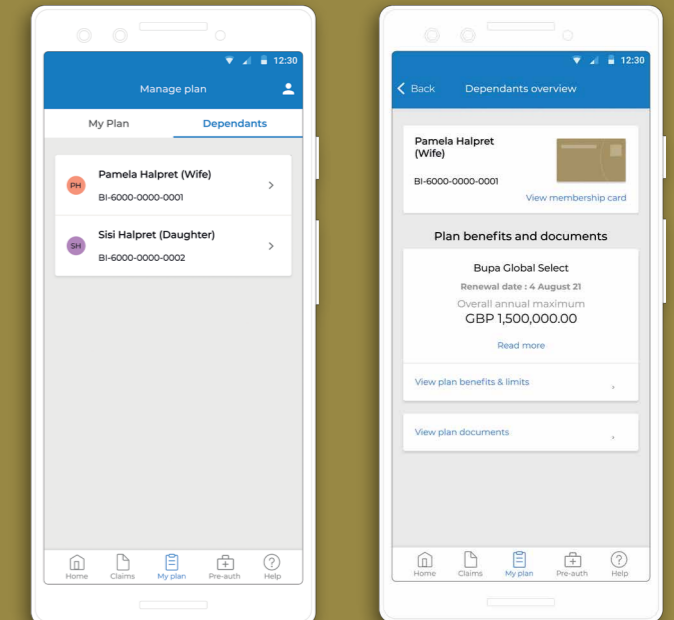 12:30
Manage plan
My Plan
Dependants
PH
Pamela Halpret (Wife)
BI-6000-0000-0001
SH
Sisi Halpret (Daughter)
BI-6000-0000-0002
Home
Claims
My plan
Pre-auth
Help
12:30
Back
Dependants overview
Pamela Halpret
(Wife)
BI-6000-0000-0001
View membership card
Plan benefits and documents
Bupa Global Select
Renewal date : 4 August 21
Overall annual maximum
GBP 1,500,000.00
Read more
View plan benefits & limits
View plan documents
Home
Claims
My plan
Pre-auth
Help